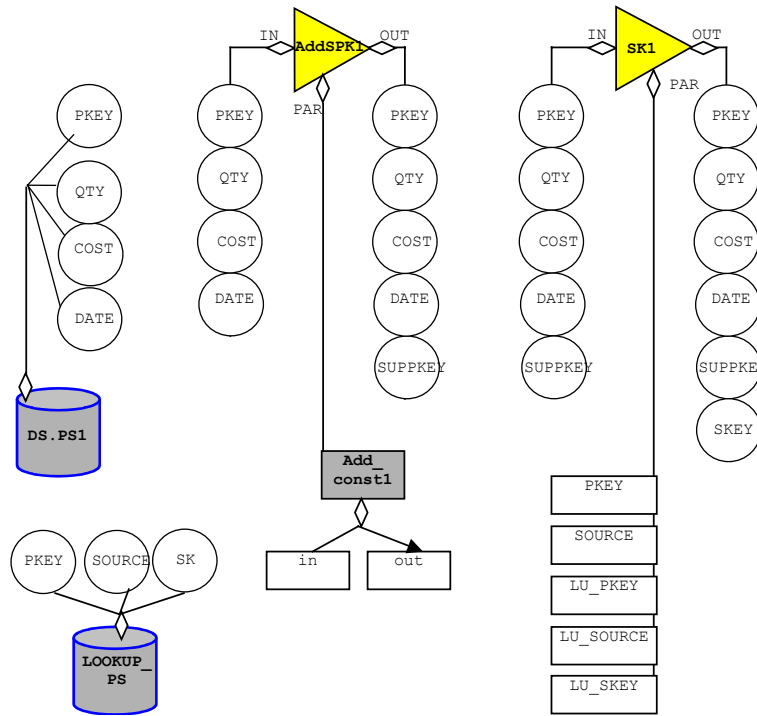 IN
AddSPK1
OUT
PAR
PKEY
QTY
COST
DATE
PKEY
QTY
COST
DATE
SUPPKEY
IN
SK1
OUT
PAR
PKEY
QTY
COST
DATE
SUPPKEY
PKEY
QTY
COST
DATE
SUPPKEY
SKEY
PKEY
QTY
COST
DATE
DS.PS1
Add_
const1
in
out
PKEY
SOURCE
SK
LOOKUP_
PS
PKEY
SOURCE
LU_PKEY
LU_SOURCE
LU_SKEY